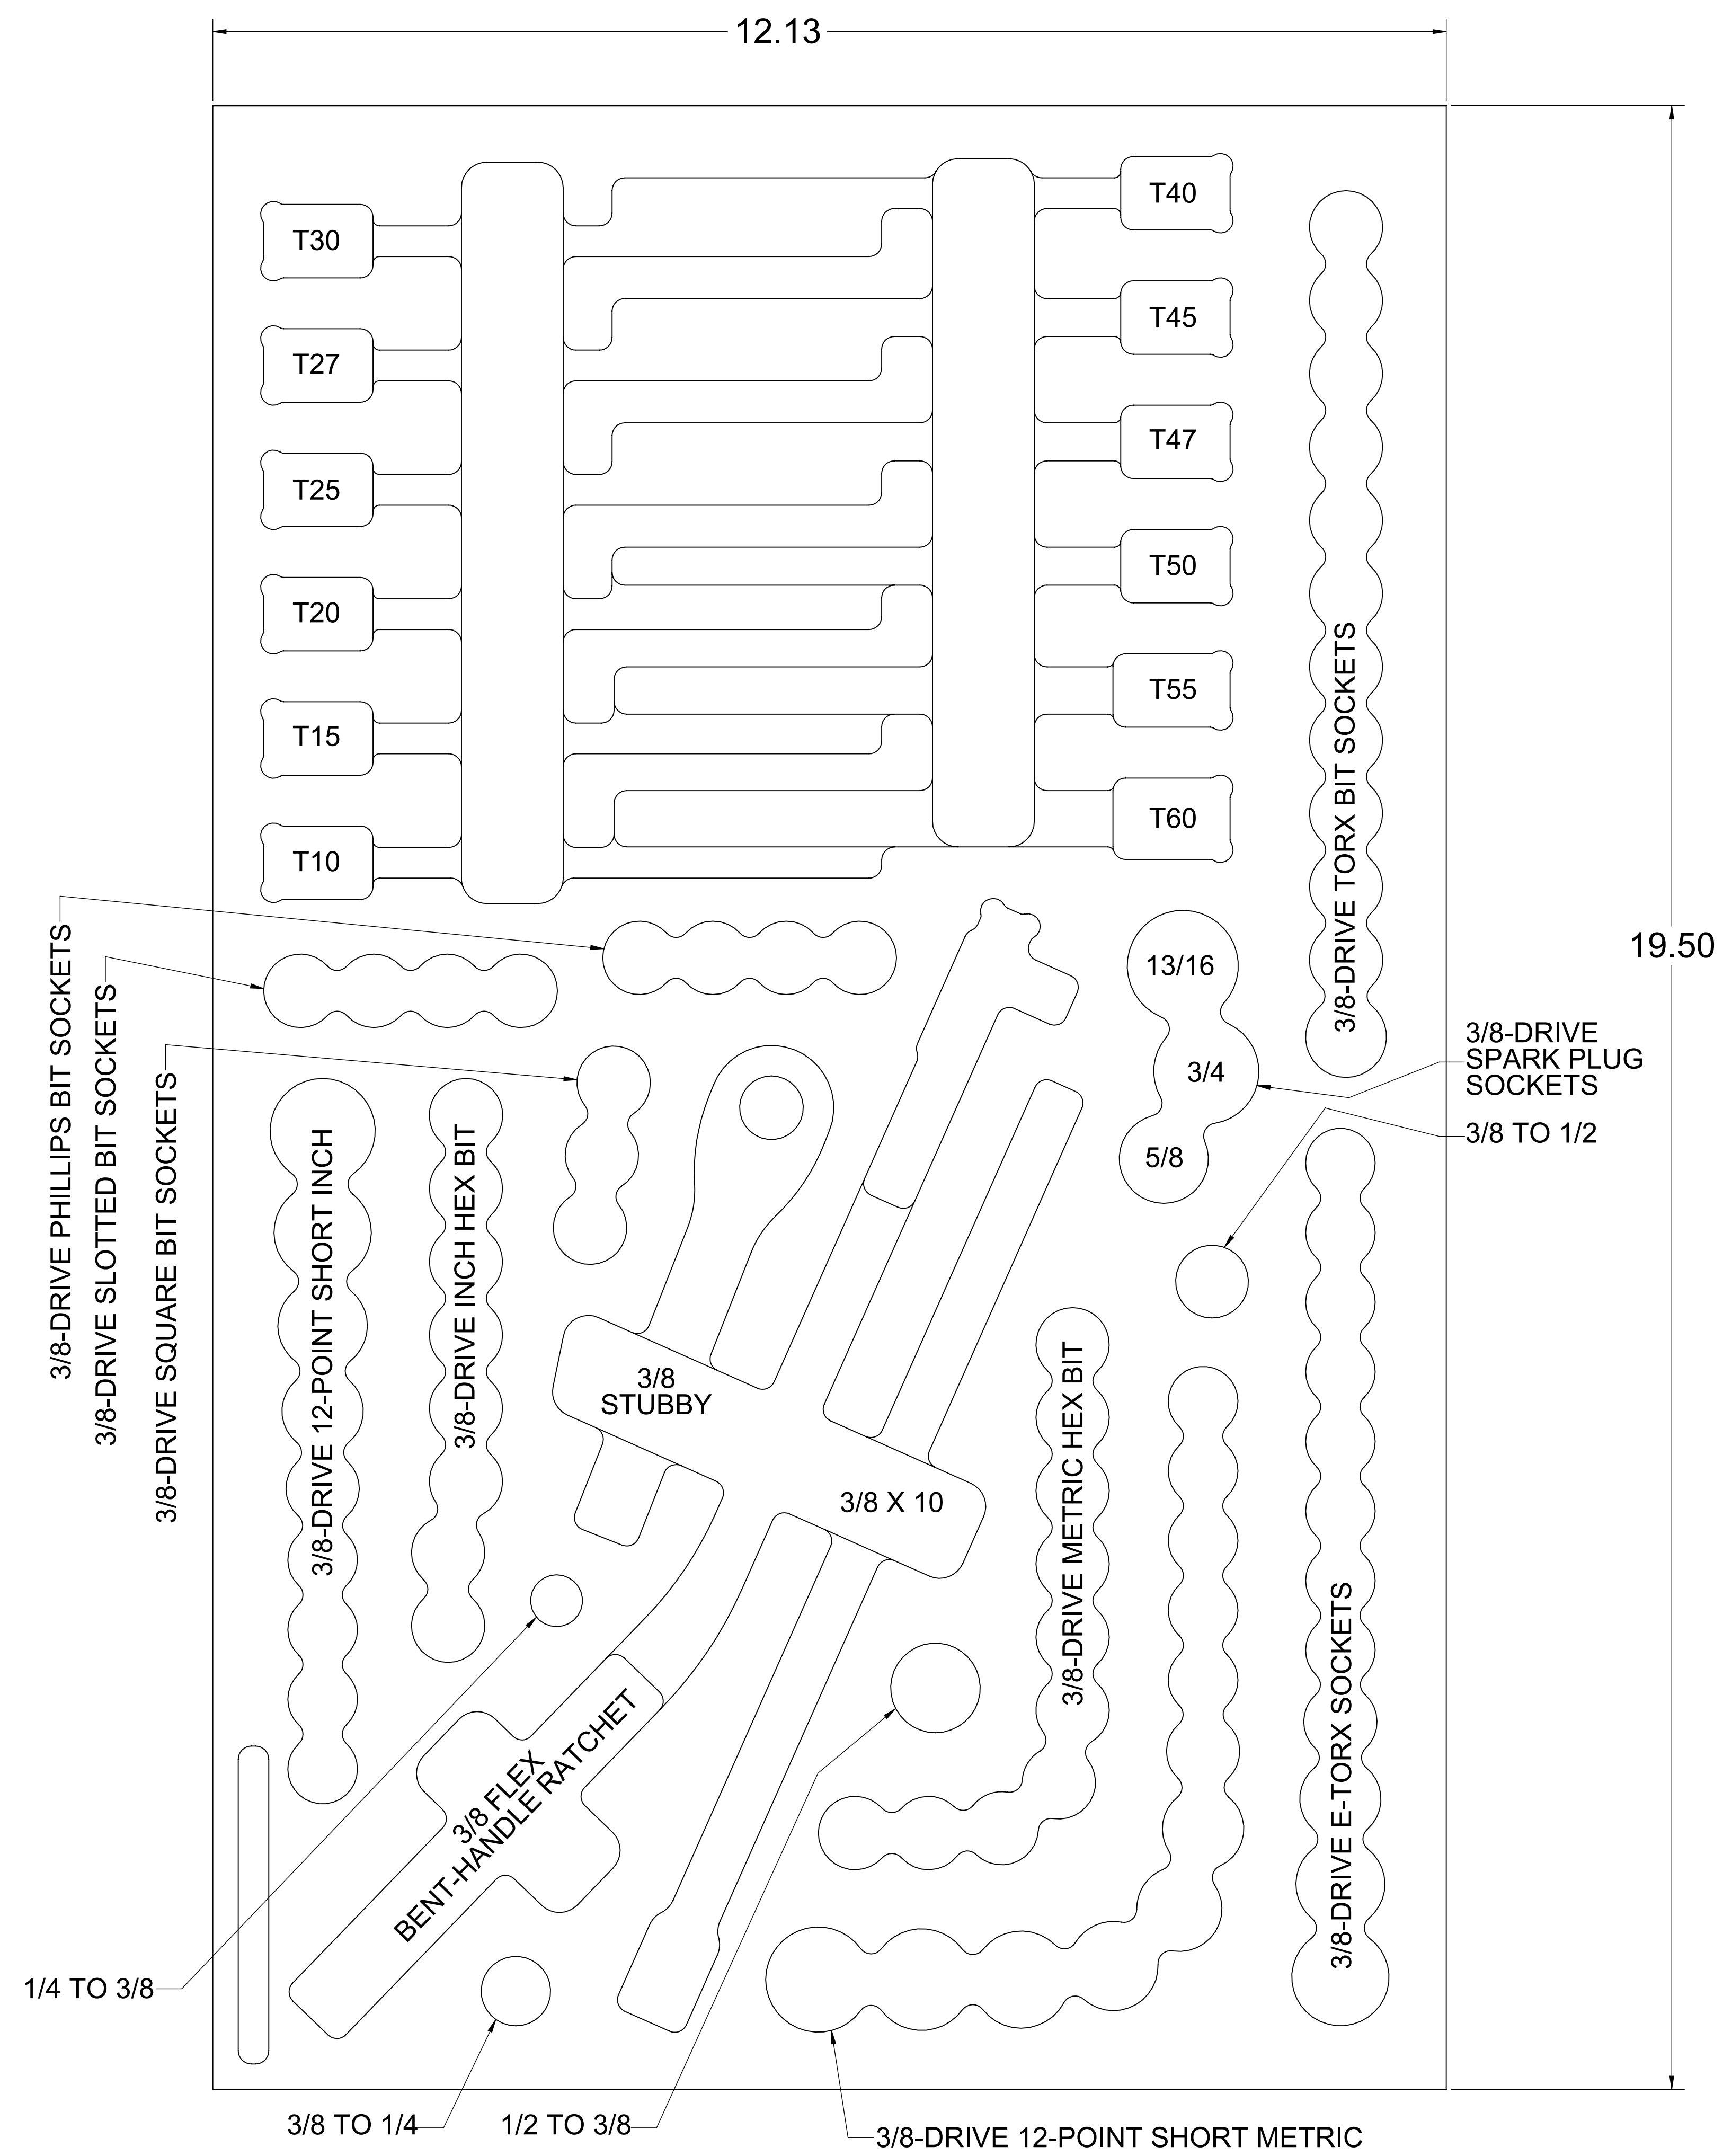 12.13
T40
T30
T45
T27
T47
T25
T50
T20
T55
T15
T60
T10
3/8-DRIVE TORX BIT SOCKETS
19.50
3/8-DRIVE PHILLIPS BIT SOCKETS
3/8-DRIVE SLOTTED BIT SOCKETS
3/8-DRIVE SQUARE BIT SOCKETS
13/16
3/4
5/8
3/8-DRIVE
SPARK PLUG
SOCKETS
3/8 TO 1/2
3/8-DRIVE 12-POINT SHORT INCH
3/8-DRIVE INCH HEX BIT
3/8
STUBBY
3/8 X 10
3/8-DRIVE METRIC HEX BIT
3/8-DRIVE E-TORX SOCKETS
3/8 FLEX
BENT-HANDLE RATCHET
1/4 TO 3/8
3/8 TO 1/4
1/2 TO 3/8
3/8-DRIVE 12-POINT SHORT METRIC